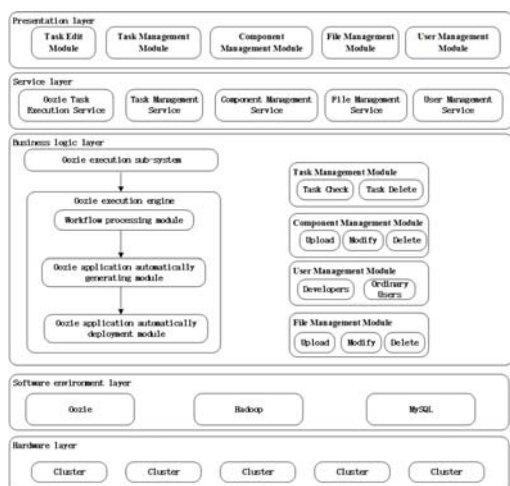 Presentation layer
Task Edit
Module
Task Management
Module
Component
Management Module
File Management
Module
User Management
Module
Service layer
Oozie Task
Execution Service
Task Management
Service
Component Management
Service
File Management
Service
User Management
Service
Business logic layer
Oozie execution sub-system
Oozie execution engine
Workflow processing module
Oozie application automatically
generating module
Oozie application automatically
deployment module
Task Management Module
Task Check
Task Delete
Component Management Module
Upload
Modify
Delete
User Management Module
Developers
Ordinary
Users
File Management Module
Upload
Modify
Delete
Software environment layer
Oozie
Hadoop
MySQL
Hardware layer
Cluster
Cluster
Cluster
Cluster
Cluster